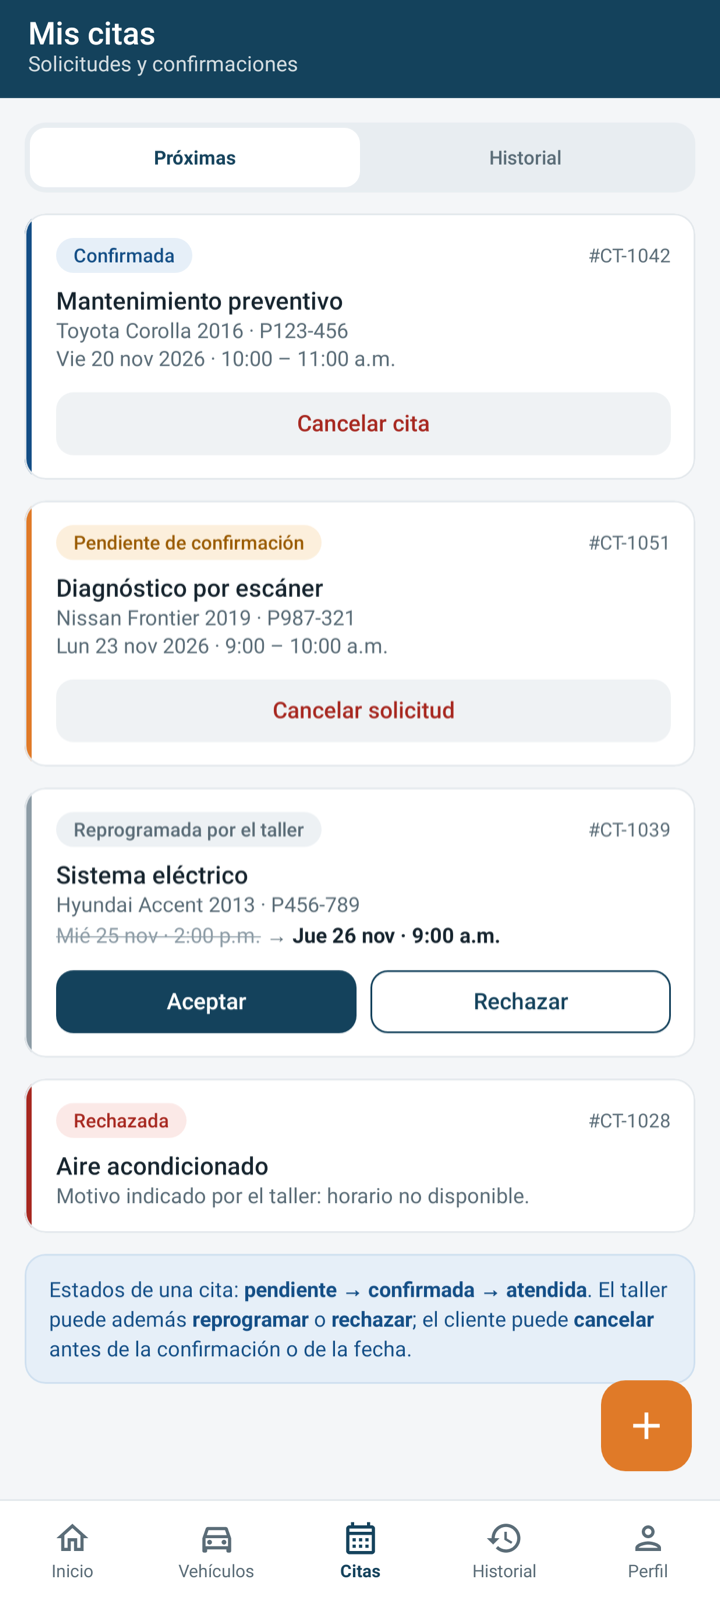 Mis citas
Solicitudes y confirmaciones
Próximas
Historial
Confirmada
#CT-1042
Mantenimiento preventivo
Toyota Corolla 2016 · P123-456
Vie 20 nov 2026 · 10:00 – 11:00 a.m.
Cancelar cita
Pendiente de confirmación
#CT-1051
Diagnóstico por escáner
Nissan Frontier 2019 · P987-321
Lun 23 nov 2026 · 9:00 – 10:00 a.m.
Cancelar solicitud
Reprogramada por el taller
#CT-1039
Sistema eléctrico
Hyundai Accent 2013 · P456-789
Mié 25 nov · 2:00 p.m. → Jue 26 nov · 9:00 a.m.
Aceptar
Rechazar
Rechazada
#CT-1028
Aire acondicionado
Motivo indicado por el taller: horario no disponible.
Estados de una cita: pendiente → confirmada → atendida. El taller
puede además reprogramar o rechazar; el cliente puede cancelar
antes de la confirmación o de la fecha.
+
Inicio
Vehículos
Citas
Historial
Perfil